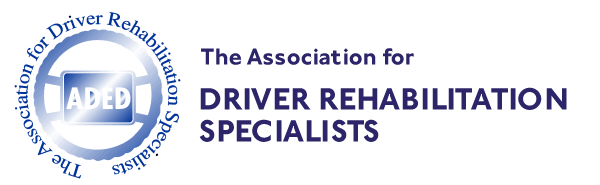 The Association for Driver Rehabilitation Specialists
ADED
The Association for
DRIVER REHABILITATION
SPECIALISTS